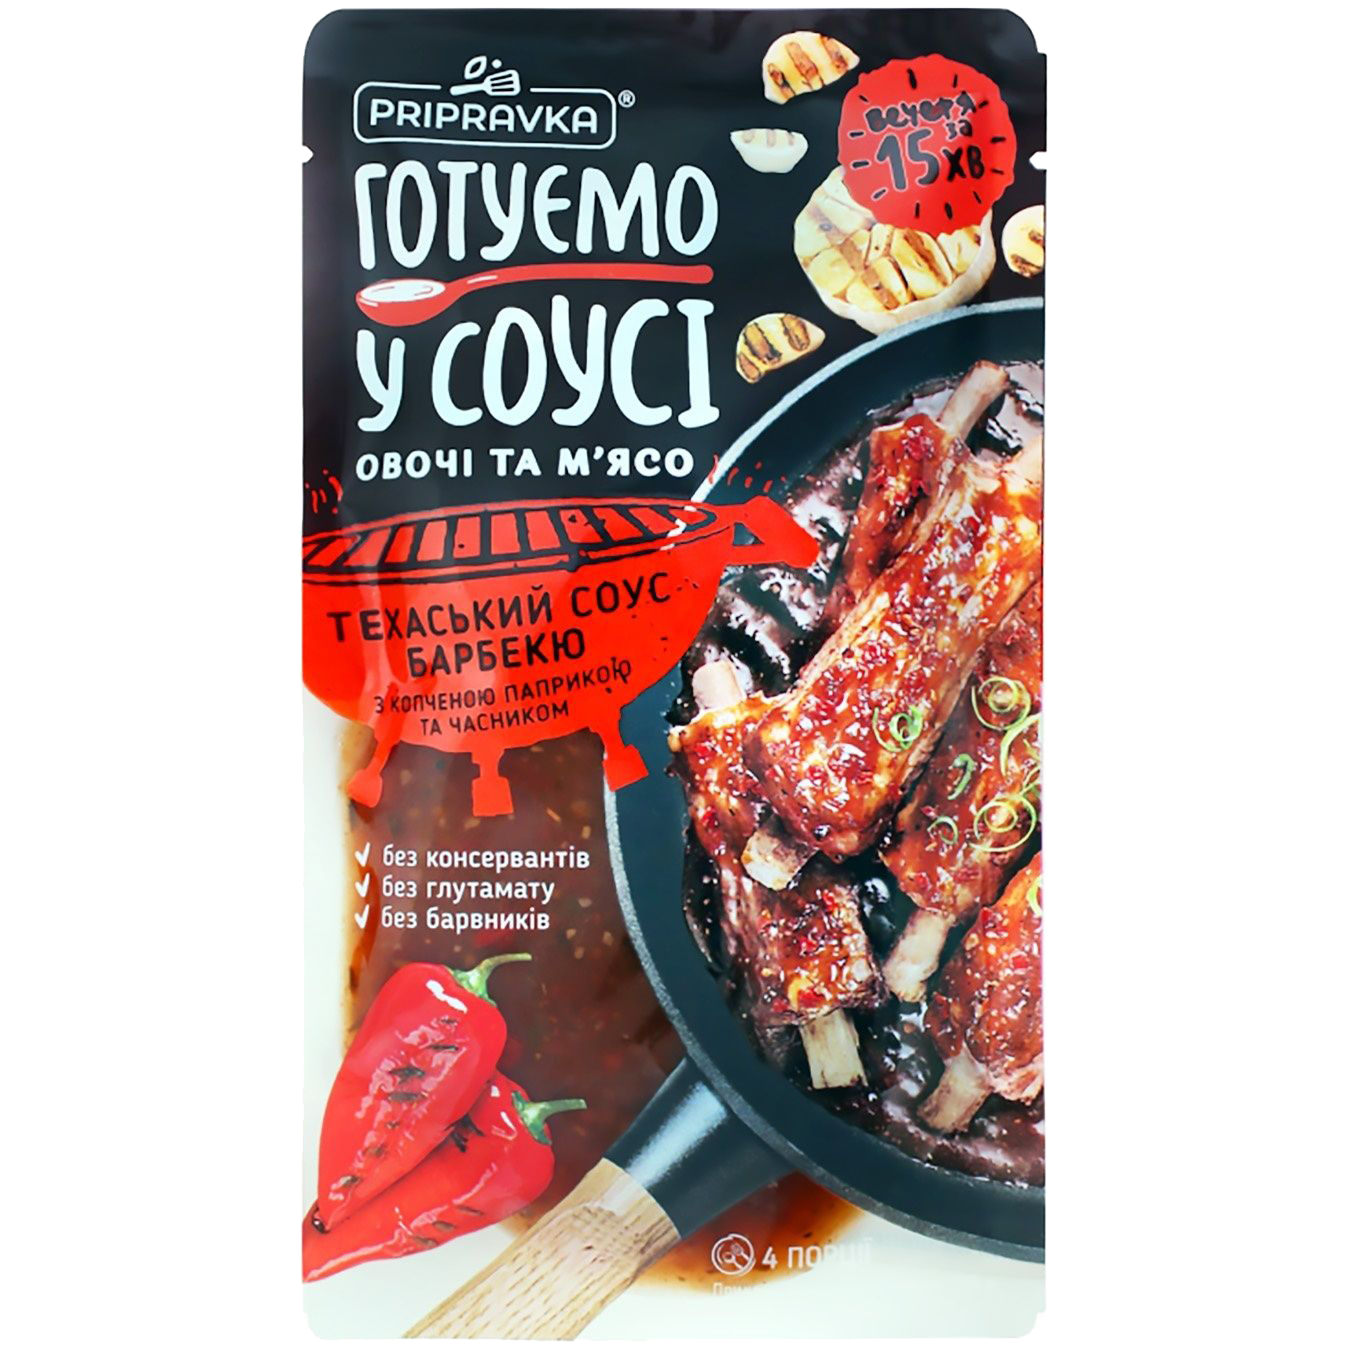 PRIPRAVKA®
ГОТУЄМО
У СОУСІ
ОВОЧІ ТА М'ЯСО
вечеря
за
15 хв
ТЕХАСЬКИЙ СОУС
БАРБЕКЮ
З КОПЧЕНОЮ ПАПРИКОЮ
ТА ЧАСНИКОМ
без консервантів
без глутамату
без барвників
4 ПОРЦІЇ